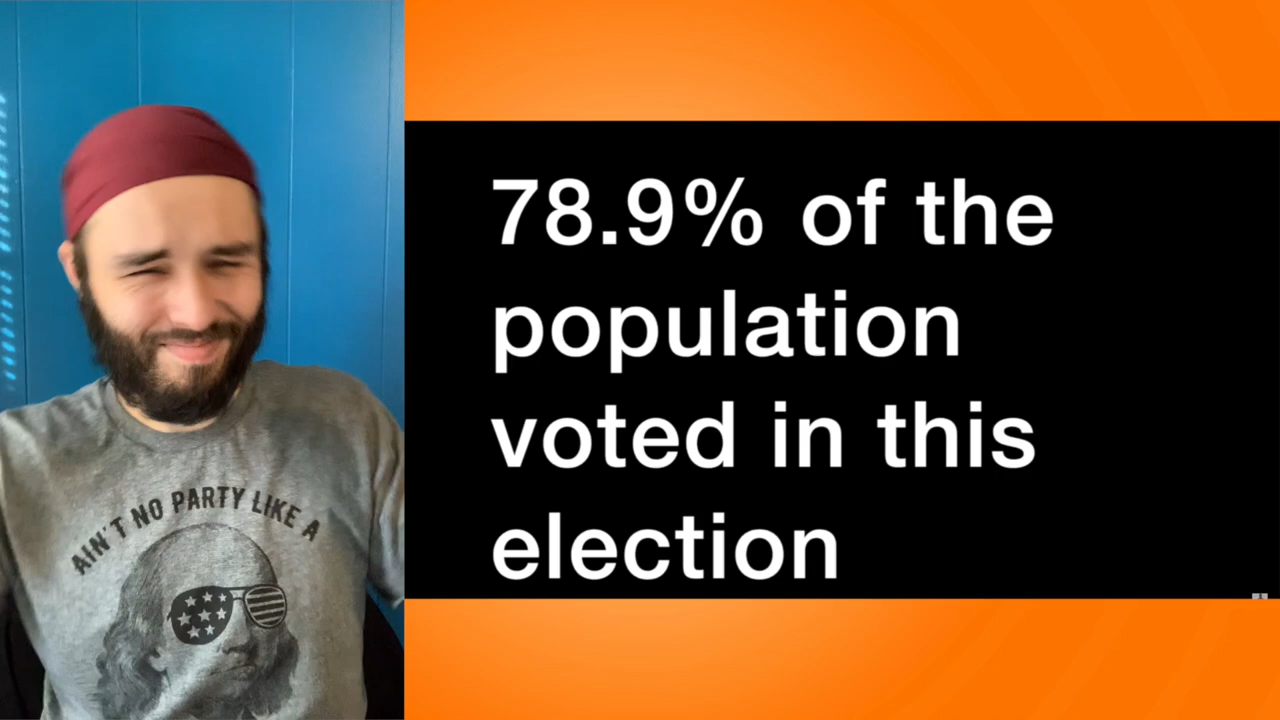 AIN'T NO PARTY LIKE A
78.9% of the
population
voted in this
election